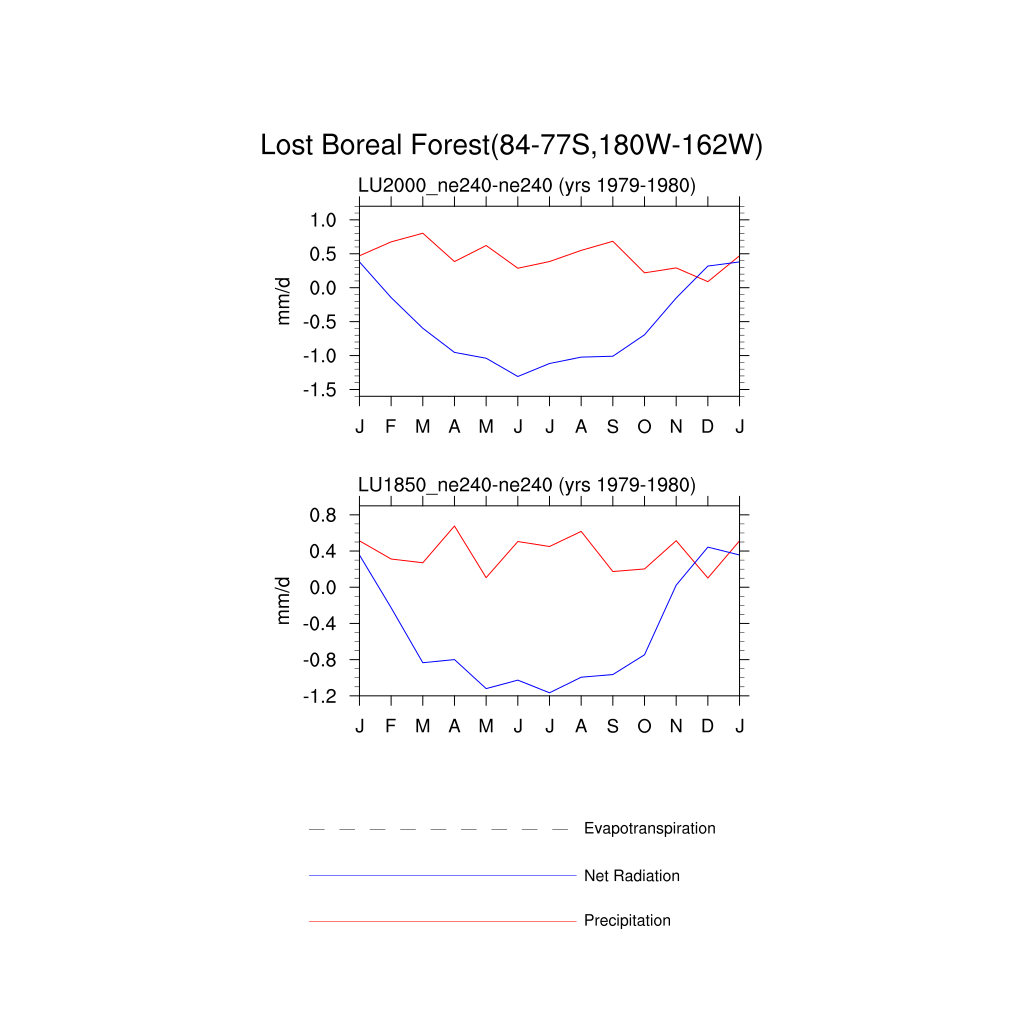 Lost Boreal Forest(84-77S,180W-162W)
LU2000_ne240-ne240 (yrs 1979-1980)
1.0
0.5
0.0
-0.5
-1.0
-1.5
mm/d
J F M A M J J A S O N D J
LU1850_ne240-ne240 (yrs 1979-1980)
0.8
0.4
0.0
-0.4
-0.8
-1.2
mm/d
J F M A M J J A S O N D J
Evapotranspiration
Net Radiation
Precipitation